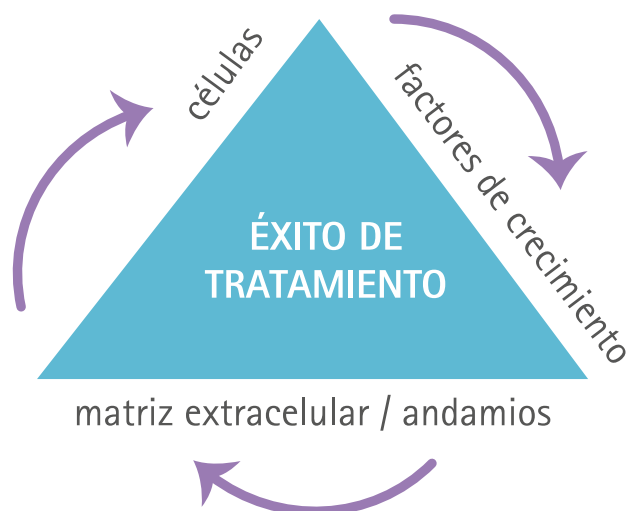 células
factores de crecimiento
ÉXITO DE
TRATAMIENTO
matriz extracelular / andamios